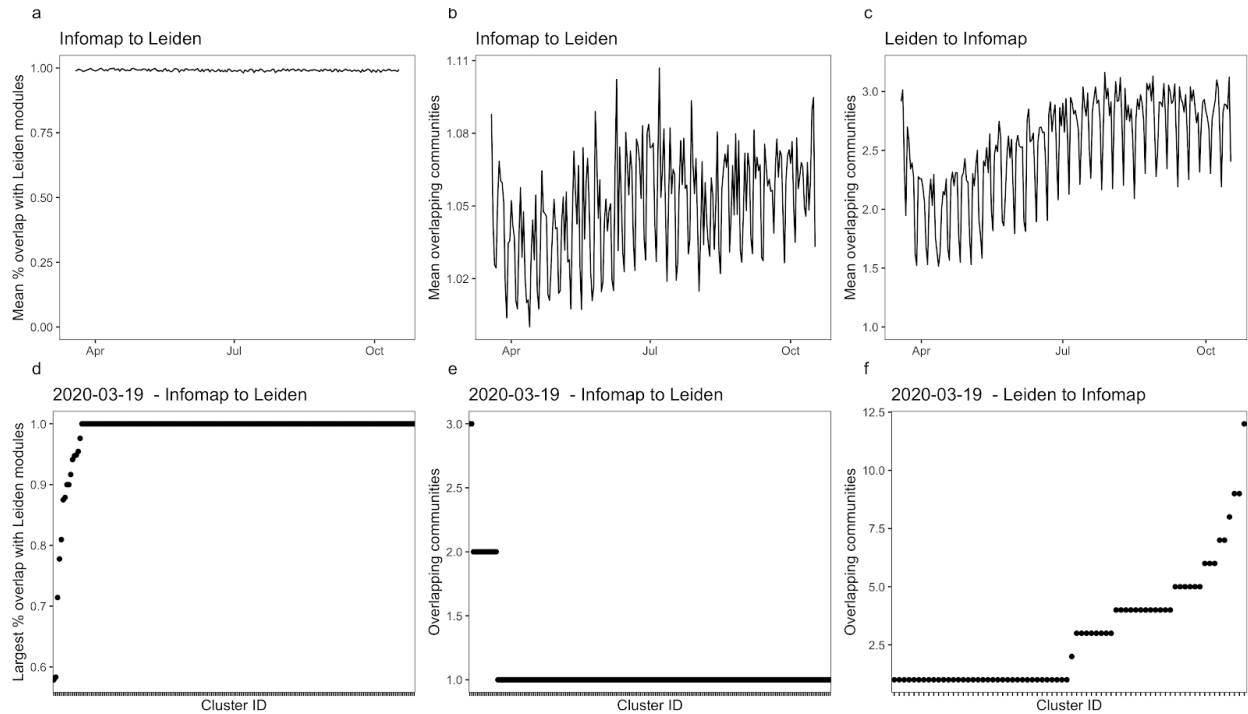 a
Infomap to Leiden
Mean % overlap with Leiden modules
1.00
0.75
0.50
0.25
0.00
Apr
Jul
Oct
b
Infomap to Leiden
Mean overlapping communities
1.11
1.08
1.05
1.02
Apr
Jul
Oct
c
Leiden to Infomap
Mean overlapping communities
3.0
2.5
2.0
1.5
1.0
Apr
Jul
Oct
d
2020-03-19 - Infomap to Leiden
Largest % overlap with Leiden modules
1.0
0.9
0.8
0.7
0.6
Cluster ID
e
2020-03-19 - Infomap to Leiden
Overlapping communities
3.0
2.5
2.0
1.5
1.0
Cluster ID
f
2020-03-19 - Leiden to Infomap
Overlapping communities
12.5
10.0
7.5
5.0
2.5
Cluster ID